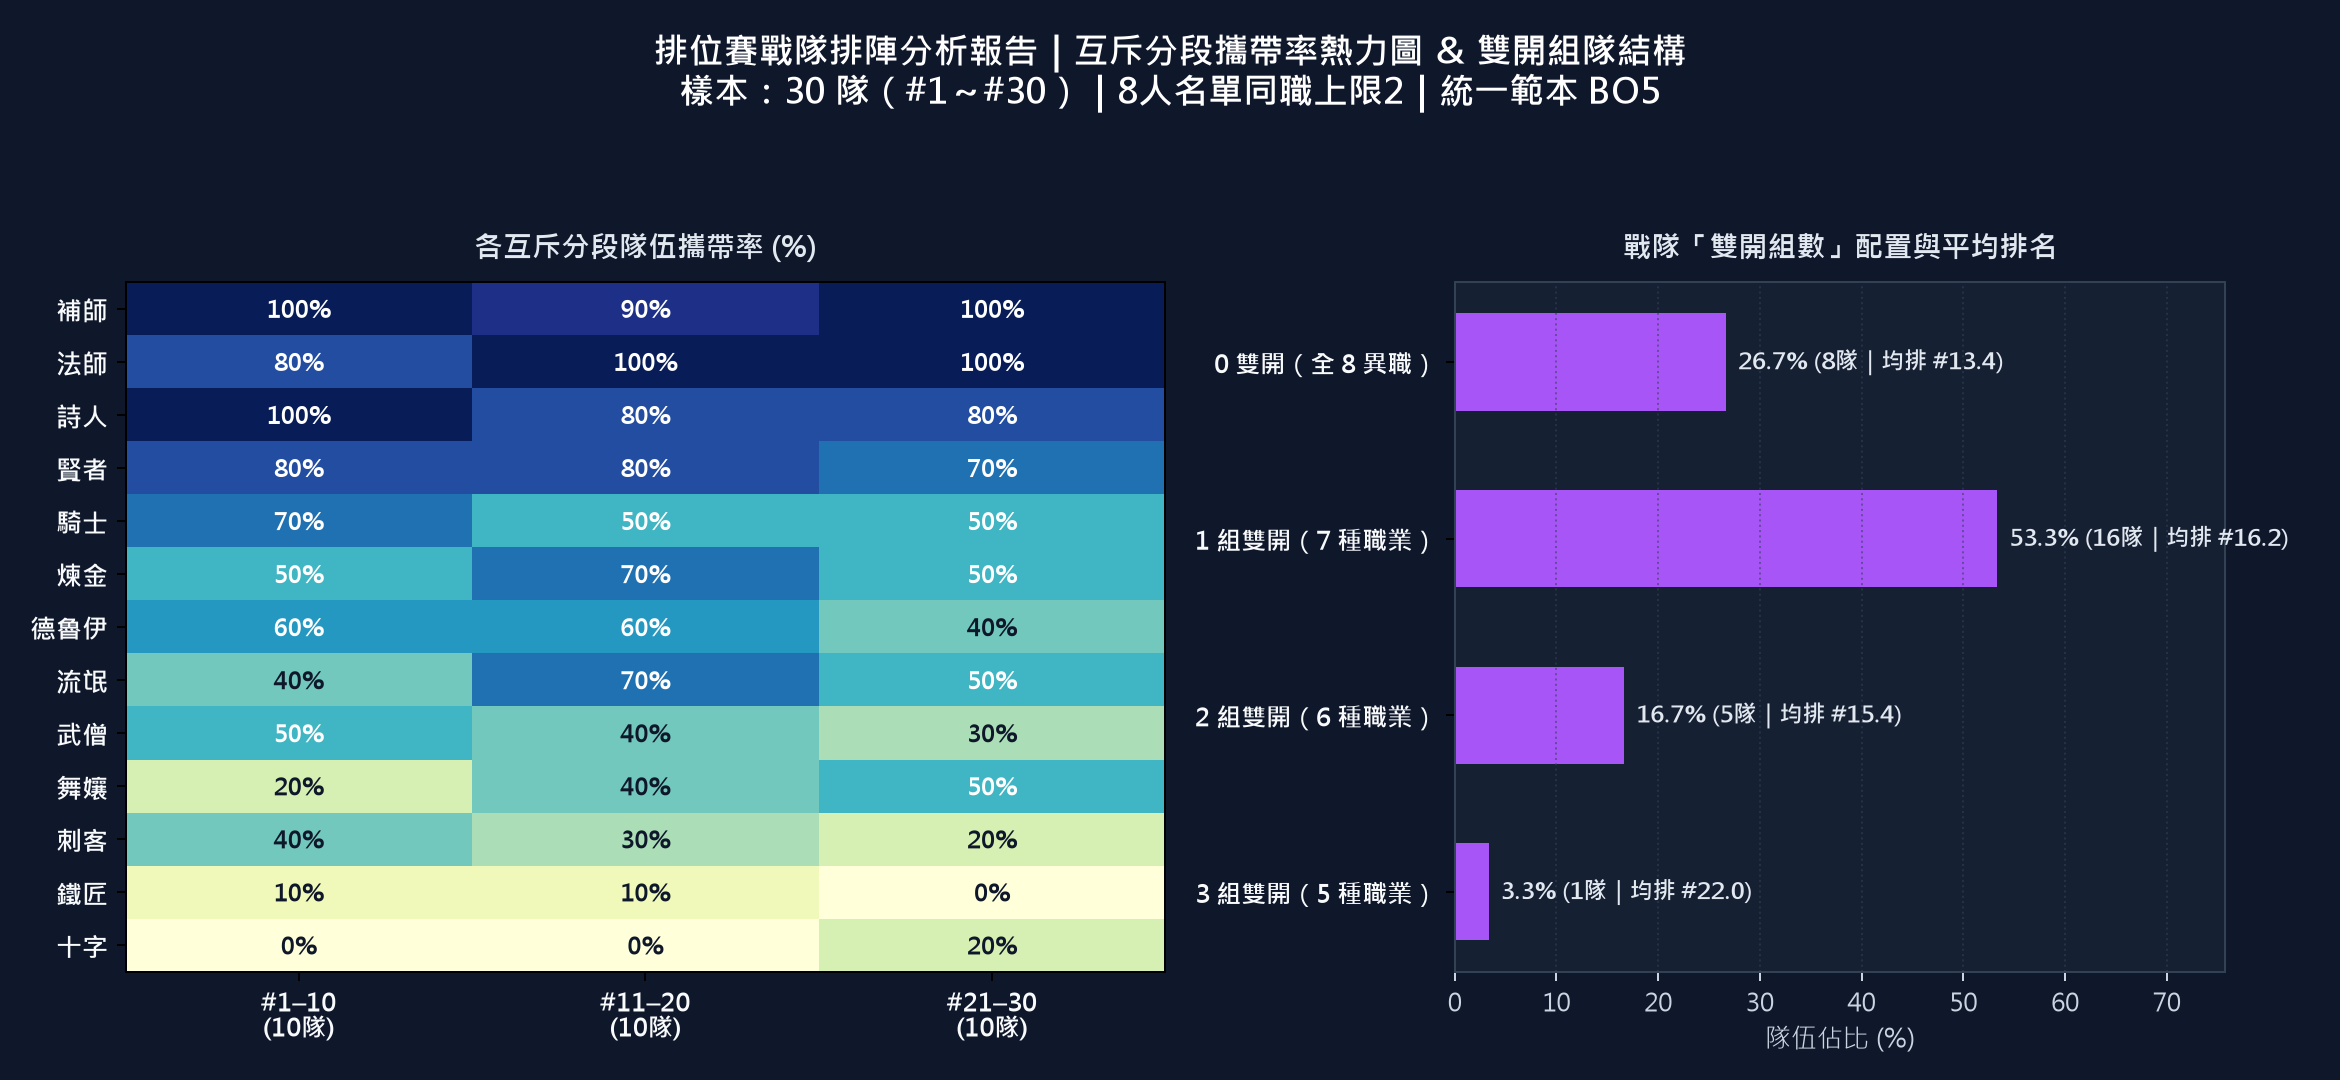 排位賽戰隊排陣分析報告 | 互斥分段攜帶率熱力圖 & 雙開組隊結構
樣本：30 隊（#1～#30） | 8人名單同職上限2 | 統一範本 BO5
各互斥分段隊伍攜帶率 (%)
補師 100% 90% 100%
法師 80% 100% 100%
詩人 100% 80% 80%
賢者 80% 80% 70%
騎士 70% 50% 50%
煉金 50% 70% 50%
德魯伊 60% 60% 40%
流氓 40% 70% 50%
武僧 50% 40% 30%
舞孃 20% 40% 50%
刺客 40% 30% 20%
鐵匠 10% 10% 0%
十字 0% 0% 20%
#1–10 #11–20 #21–30
(10隊) (10隊) (10隊)
戰隊「雙開組數」配置與平均排名
0 雙開（全 8 異職） 26.7% (8隊 | 均排 #13.4)
1 組雙開（7 種職業） 53.3% (16隊 | 均排 #16.2)
2 組雙開（6 種職業） 16.7% (5隊 | 均排 #15.4)
3 組雙開（5 種職業） 3.3% (1隊 | 均排 #22.0)
0 10 20 30 40 50 60 70
隊伍佔比 (%)